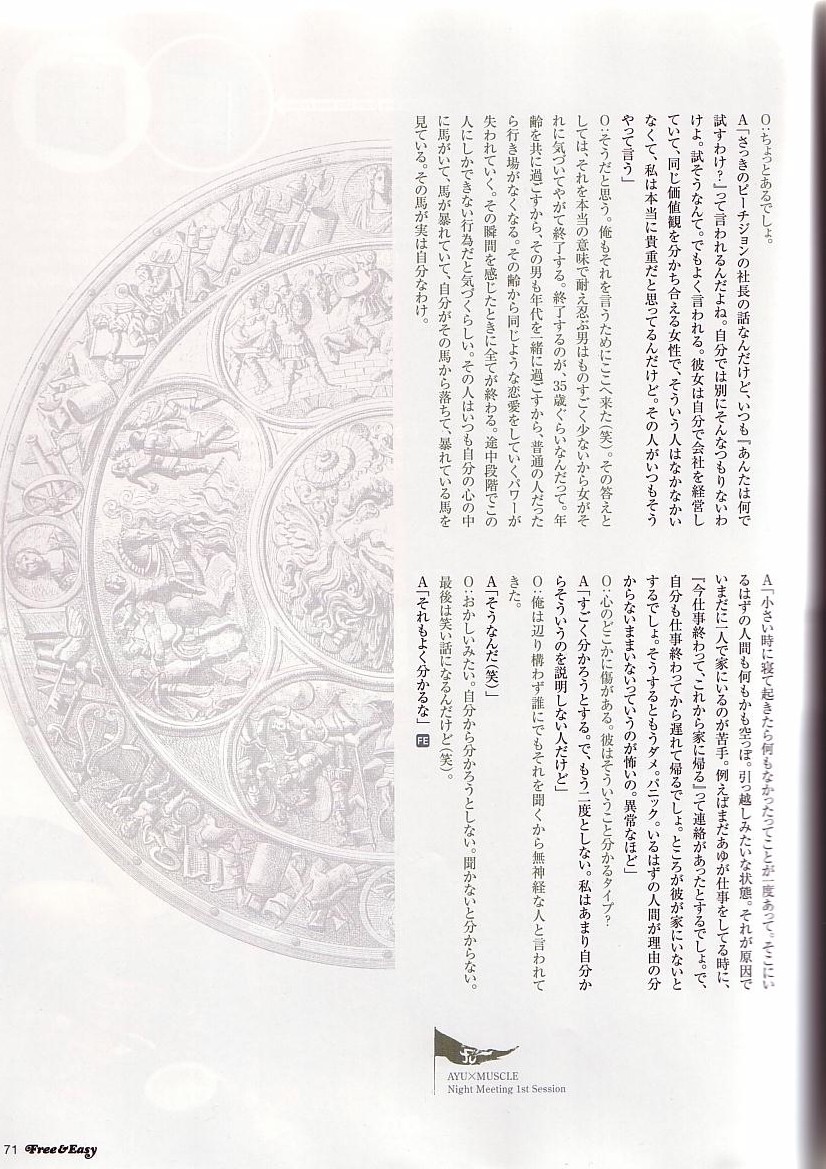 O:ちょっとあるでしょ。
A「さっきのピーチジョンの社長の話なんだけど、いつも『あんたは何で
試すわけ?』って言われるんだよね。自分では別にそんなつもりないわ
けよ。試そうなんて。でもよく言われる。彼女は自分で会社を経営し
ていて、同じ価値観を分かち合える女性で、そういう人はなかなかい
なくて、私は本当に貴重だと思ってるんだけど。その人がいつもそう
やって言う」
O:そうだと思う。俺もそれを言うためにここへ来た(笑)。その答えと
しては、それを本当の意味で耐え忍ぶ男はものすごく少ないから女がそ
れに気づいてやがて終了する。終了するのが、35歳ぐらいなんだって。年
齢を共に過ごすから、その男も年代を一緒に過ごすから、普通の人だった
ら行き場がなくなる。その齢から同じような恋愛をしていくパワーが
失われていく。その瞬間を感じたときに全てが終わる。途中段階でこの
人にしかできない行為だと気づくらしい。その人はいつも自分の心の中
に馬がいて、馬が暴れていて、自分がその馬から落ちて、暴れている馬を
見ている。その馬が実は自分なわけ。
A「小さい時に寝て起きたら何もなかったってことが一度あって。そこにい
るはずの人間も何もかも空っぽ。引っ越しみたいな状態。それが原因で
いまだに一人で家にいるのが苦手。例えばまだあゆが仕事をしてる時に、
『今仕事終わって、これから家に帰る』って連絡があったとするでしょ。で、
自分も仕事終わってから遅れて帰るでしょ。ところが彼が家にいないと
するでしょ。そうするともうダメ。パニック。いるはずの人間が理由の分
からないままいないっていうのが怖いの。異常なほど」
O:心のどこかに傷がある。彼はそういうこと分かるタイプ?
A「すごく分かろうとする。で、もう二度としない。私はあまり自分か
らそういうのを説明しない人だけど」
O:俺は辺り構わず誰にでもそれを聞くから無神経な人と言われて
きた。
A「そうなんだ(笑)」
O:おかしいみたい。自分から分かろうとしない。聞かないと分からない。
最後は笑い話になるんだけど(笑)。
A「それもよく分かるな」FE
AYU×MUSCLE
Night Meeting 1st Session
71 Free&Easy